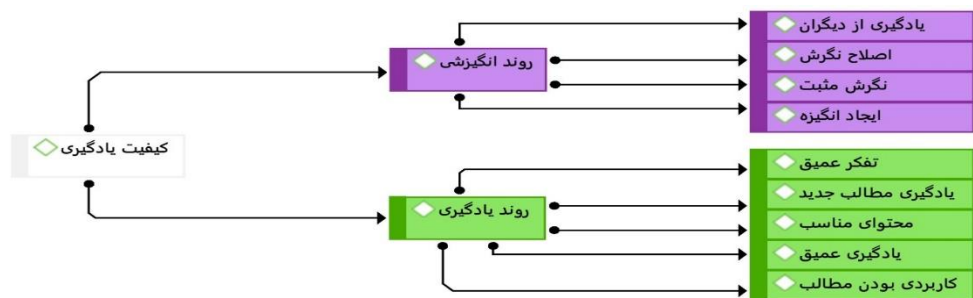 کیفیت یادگیری
روند انگیزشی
یادگیری از دیگران
اصلاح نگرش
نگرش مثبت
ایجاد انگیزه
روند یادگیری
تفکر عمیق
یادگیری مطالب جدید
محتوای مناسب
یادگیری عمیق
کاربردی بودن مطالب